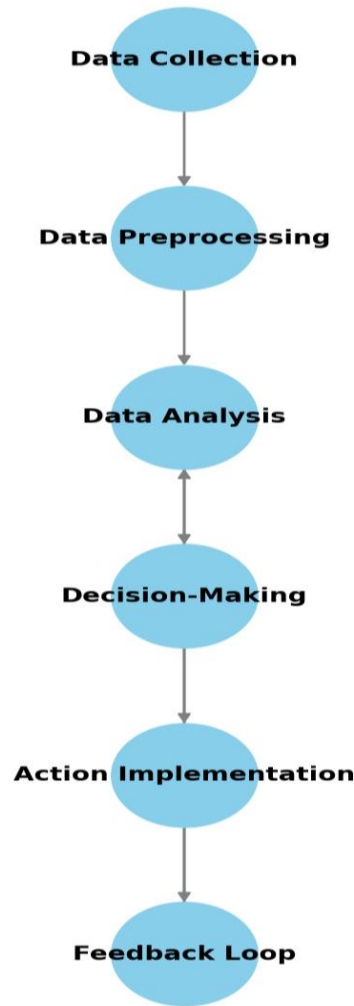 Data Collection
Data Preprocessing
Data Analysis
Decision-Making
Action Implementation
Feedback Loop